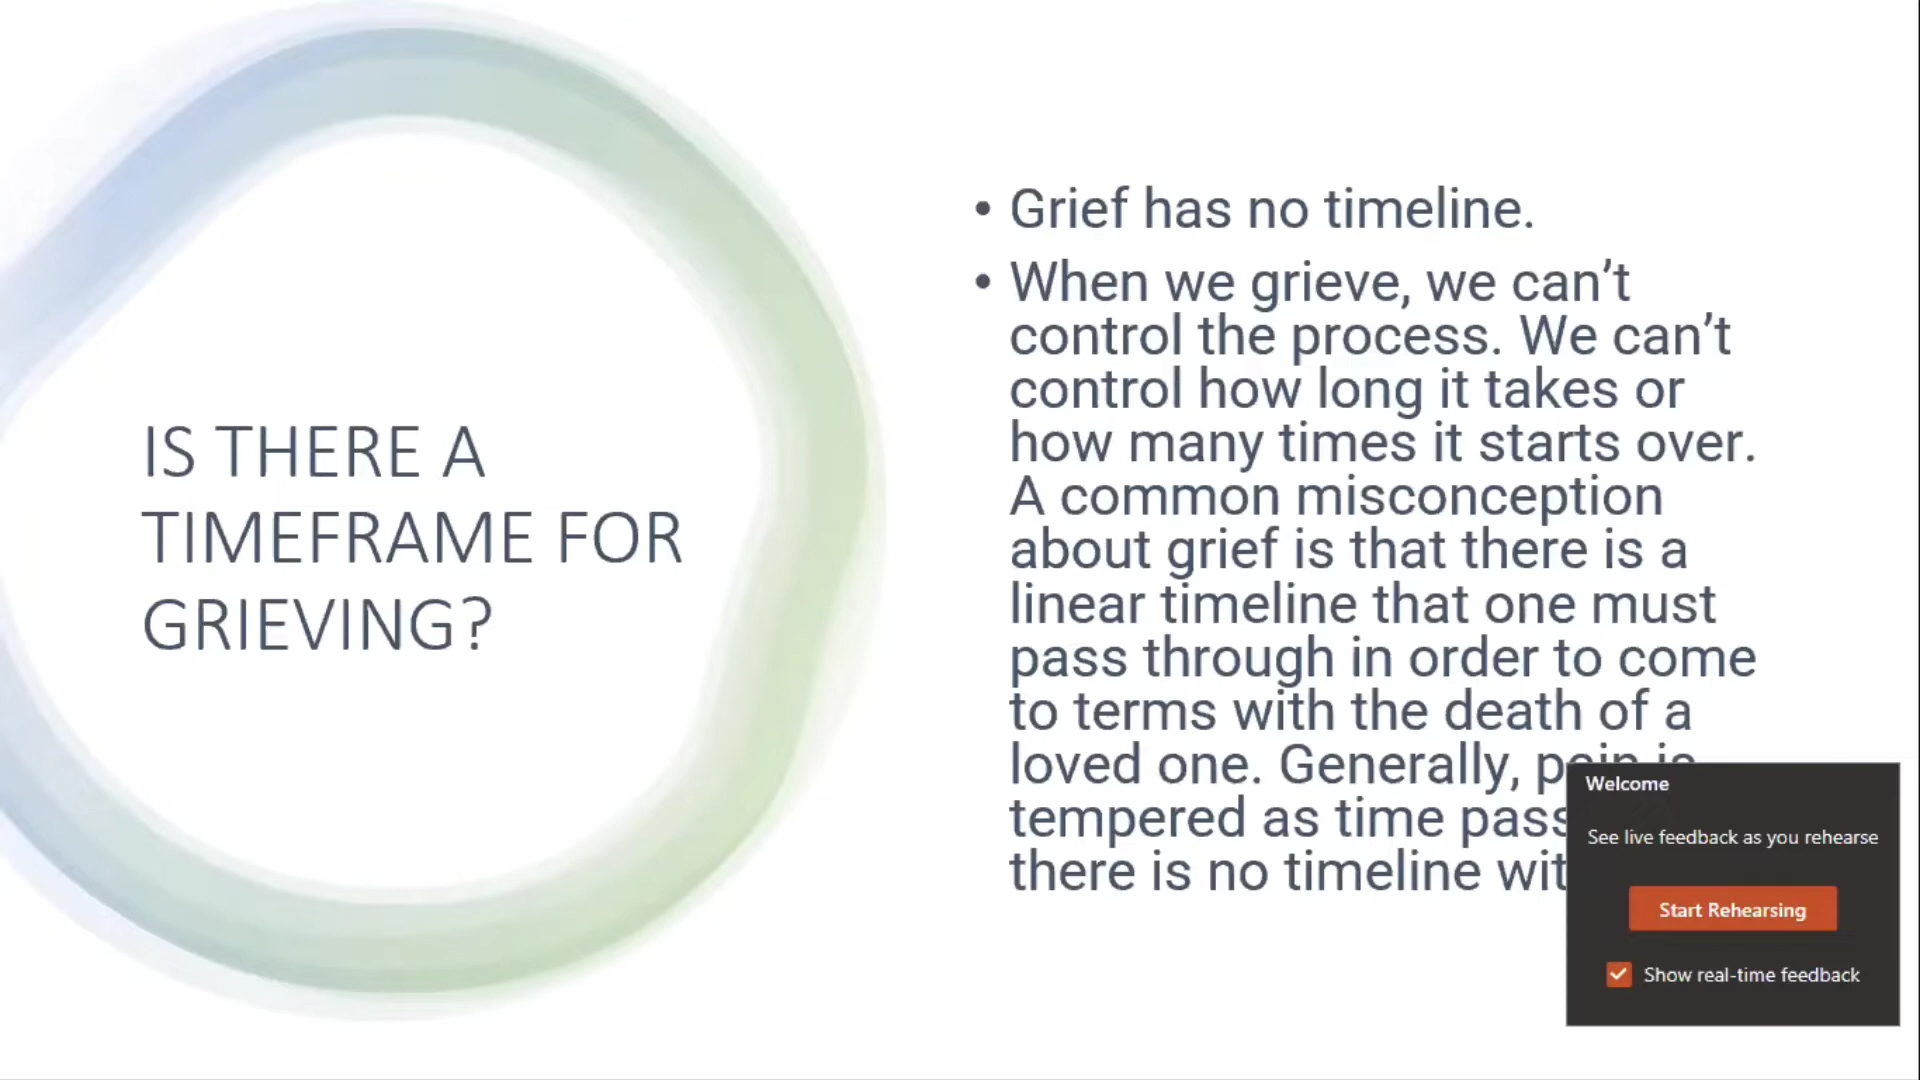 IS THERE A
TIMEFRAME FOR
GRIEVING?
• Grief has no timeline.
• When we grieve, we can’t
control the process. We can’t
control how long it takes or
how many times it starts over.
A common misconception
about grief is that there is a
linear timeline that one must
pass through in order to come
to terms with the death of a
loved one. Generally, pain is
tempered as time
there is no timeline
Welcome
See live feedback as you rehearse
Start Rehearsing
Show real-time feedback